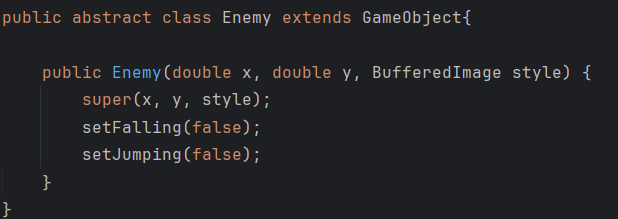 public abstract class Enemy extends GameObject{
public Enemy(double x, double y, BufferedImage style) {
super(x, y, style);
setFalling(false);
setJumping(false);
}
}